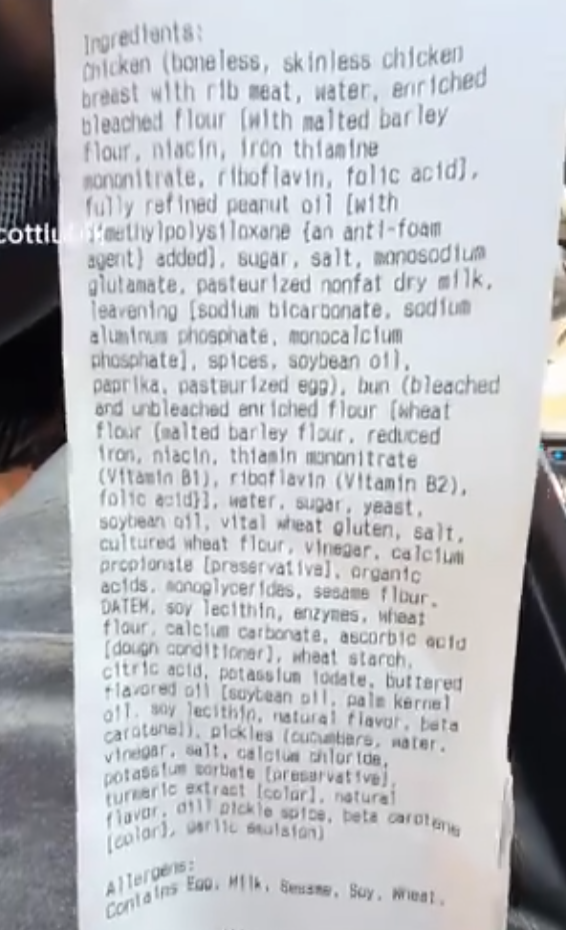 Ingredients:
Chicken (boneless, skinless chicken
breast with rib meat, water, enriched
bleached flour [with malted barley
flour, niacin, iron thiamine
mononitrate, riboflavin, folic acid],
fully refined peanut oil [with
cottiu
dimethylpolysiloxane {an anti-foam
agent} added], sugar, salt, monosodium
glutamate, pasteurized nonfat dry milk,
leavening [sodium bicarbonate, sodium
aluminum phosphate, monocalcium
phosphate], spices, soybean oil,
paprika, pasteurized egg), bun (bleached
and unbleached enriched flour [wheat
flour {malted barley flour, reduced
iron, niacin, thiamin mononitrate
(Vitamin B1), riboflavin (Vitamin B2),
folic acid}], water, sugar, yeast,
soybean oil, vital wheat gluten, salt,
cultured wheat flour, vinegar, calcium
propionate [preservative], organic
acids, monoglycerides, sesame flour,
DATEM, soy lecithin, enzymes, wheat
flour, calcium carbonate, ascorbic acid
[dough conditioner], wheat starch,
citric acid, potassium iodate, buttered
flavored oil [soybean oil, palm kernel
oil, soy lecithin, natural flavor, beta
carotene]), pickles (cucumbers, water,
vinegar, salt, calcium chloride,
potassium sorbate [preservative],
turmeric extract [color], natural
flavor, dill pickle spice, beta carotene
[color], garlic emulsion)
Allergens:
Contains Egg, Milk, Sesame, Soy, Wheat.